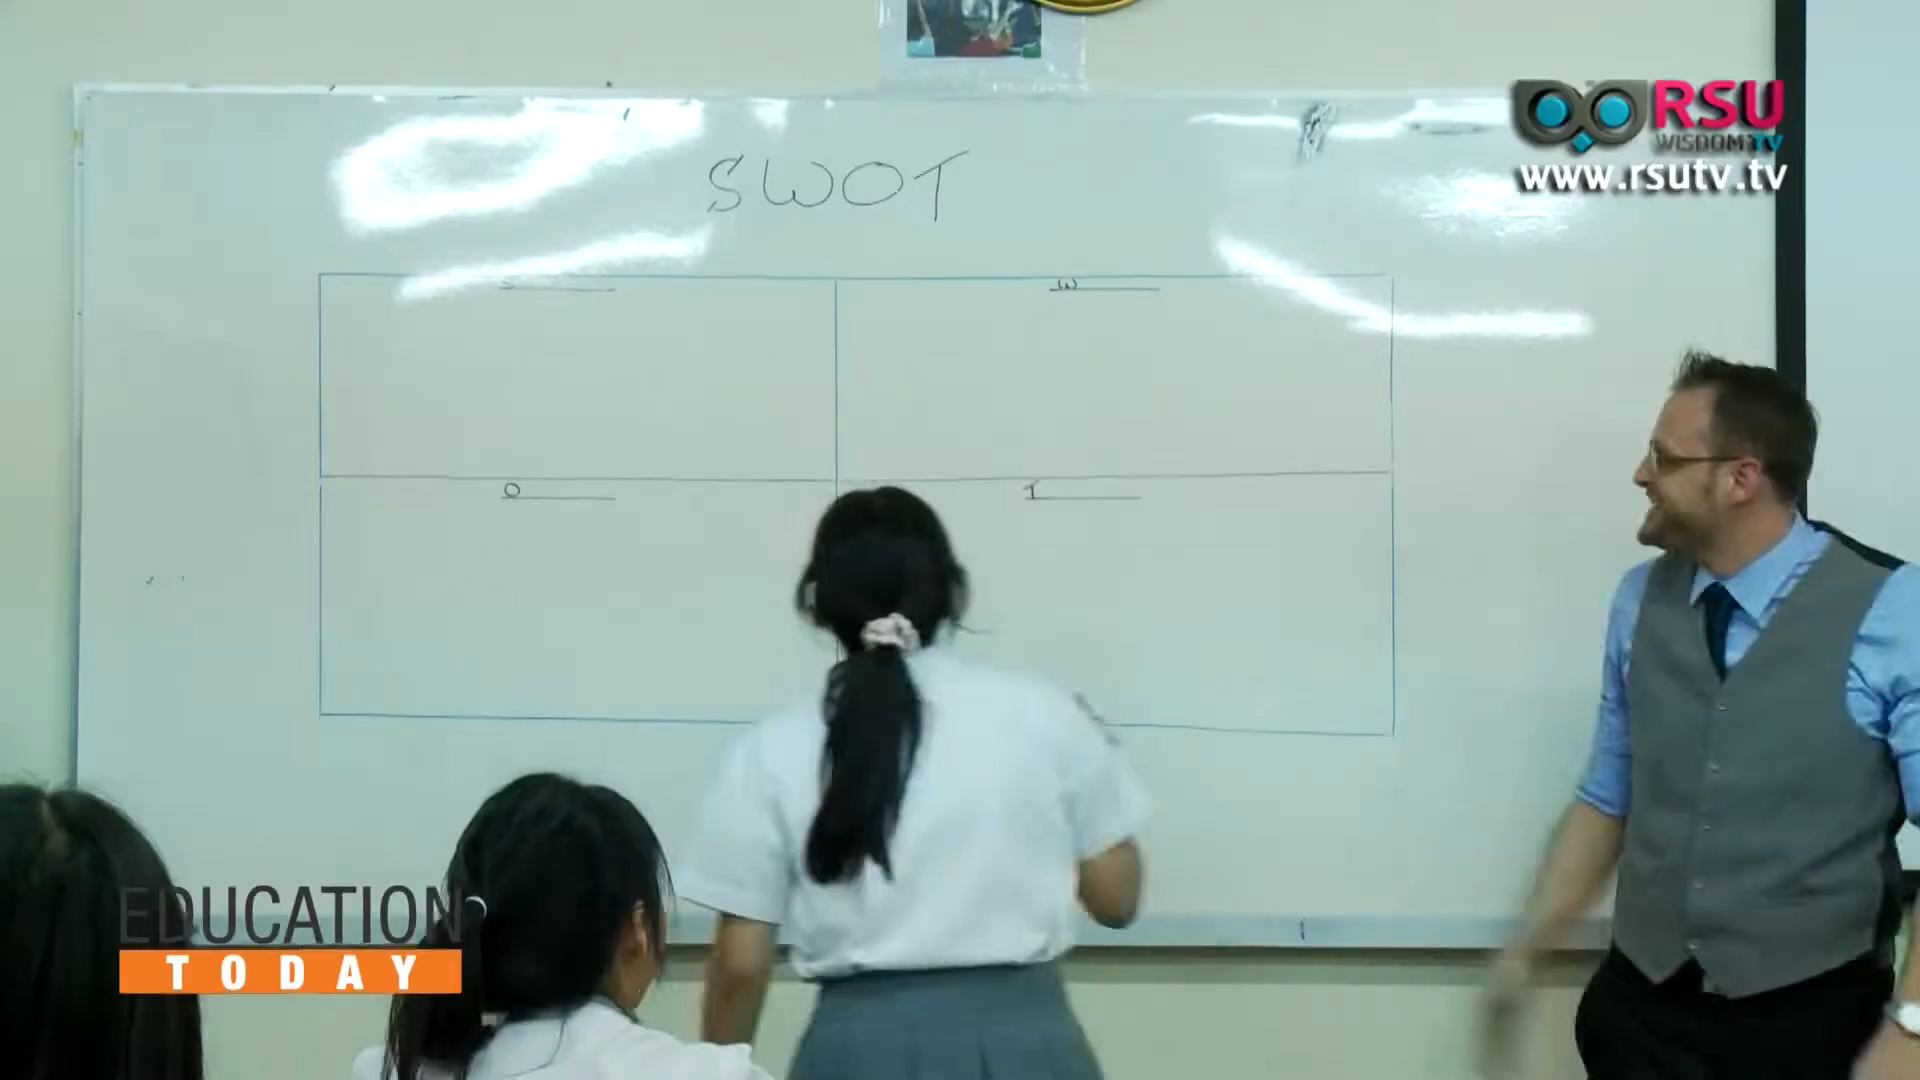 RSU
WISDOM TV
www.rsutv.tv
SWOT
S
W
O
T
EDUCATION
TODAY